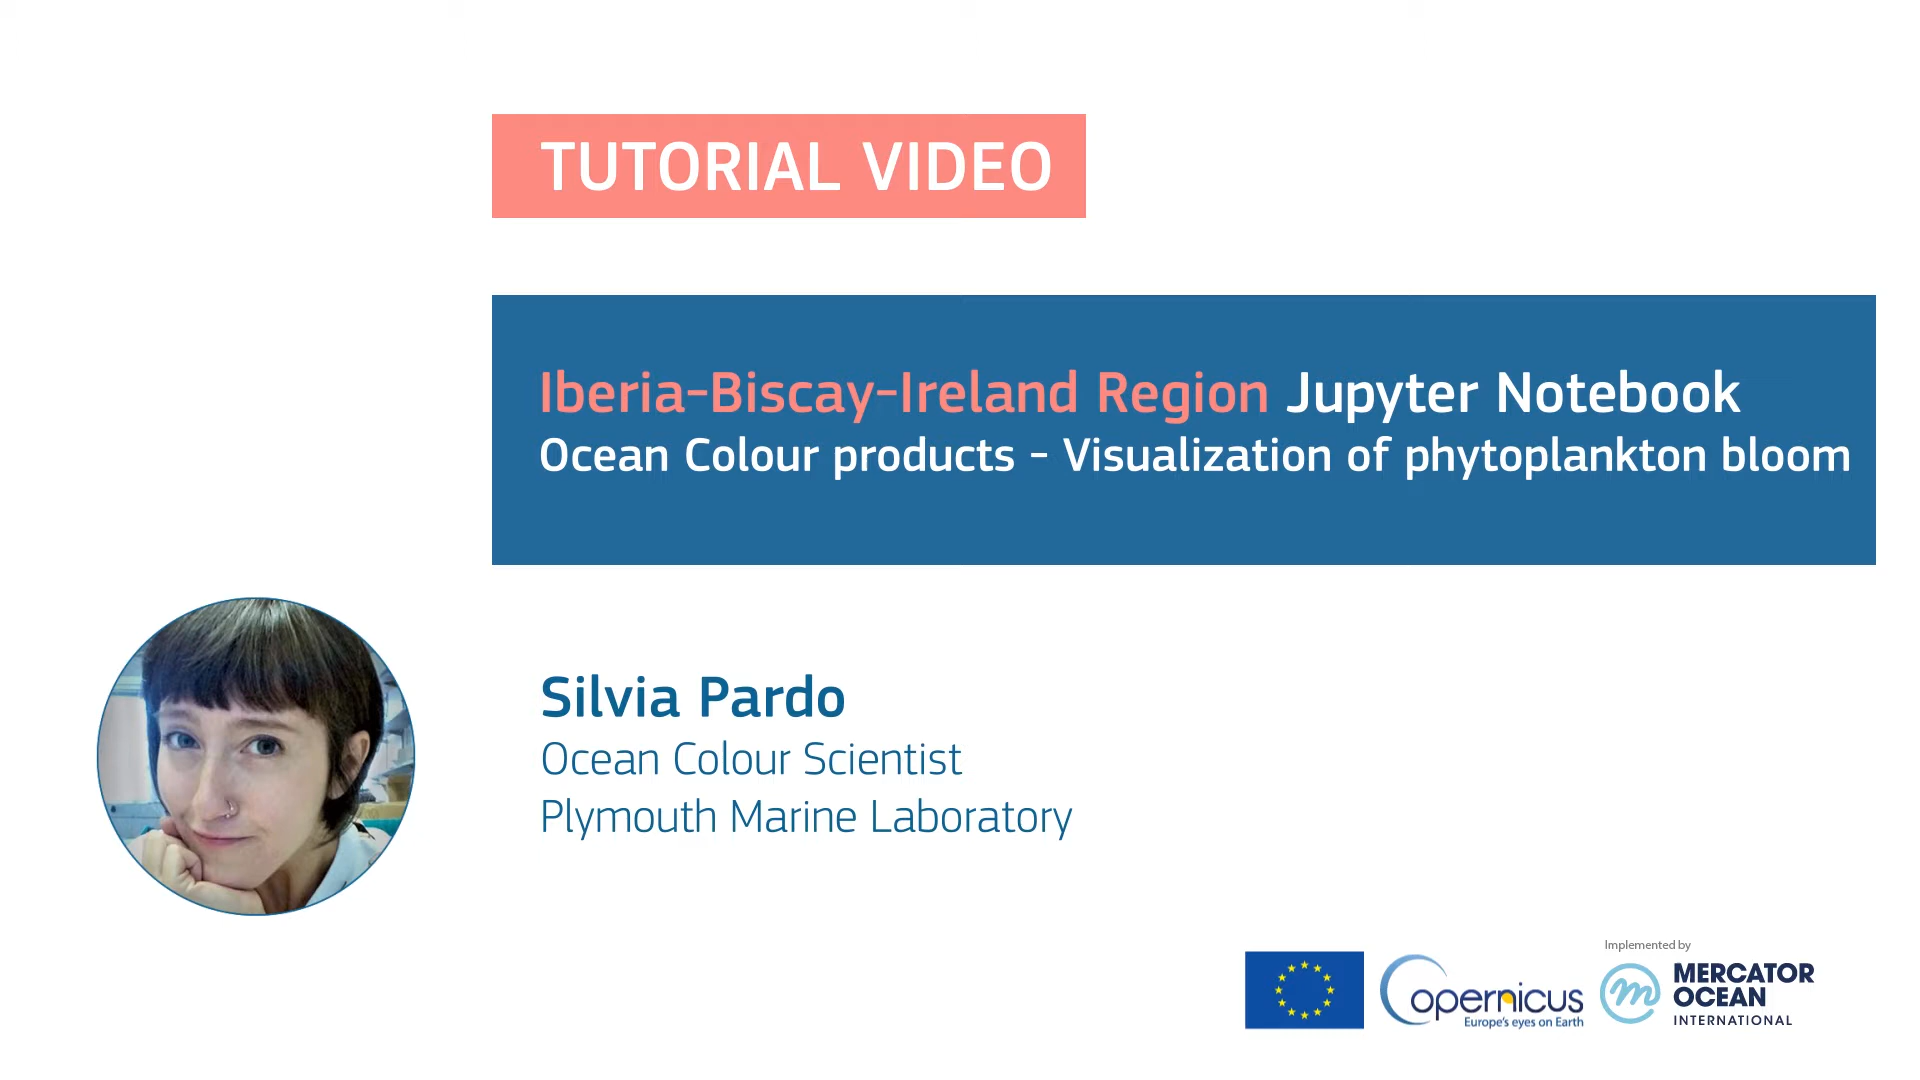 TUTORIAL VIDEO
Iberia-Biscay-Ireland Region Jupyter Notebook
Ocean Colour products - Visualization of phytoplankton bloom
Silvia Pardo
Ocean Colour Scientist
Plymouth Marine Laboratory
Copernicus
Europe's eyes on Earth
Implemented by
MERCATOR
OCEAN
INTERNATIONAL